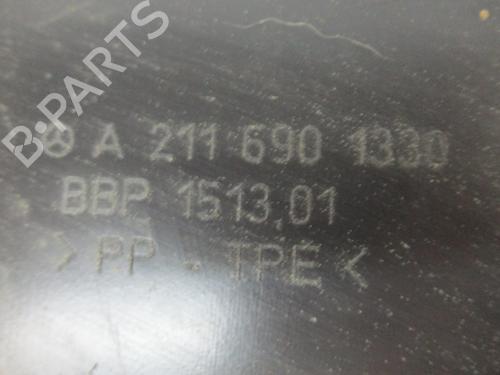 B·PARTS
A 211 690 1330
BBP 1513.01
> PP - TPE <